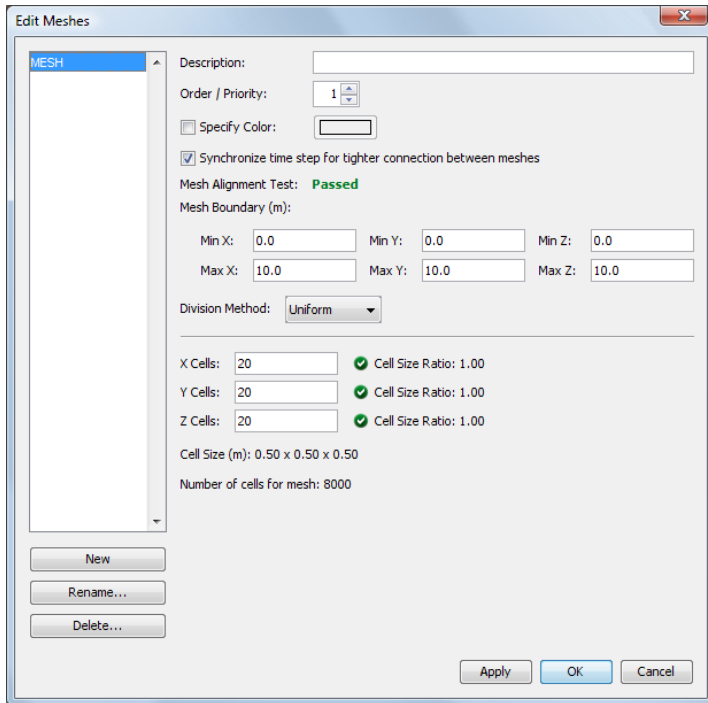 Edit Meshes
MESH
Description:
Order / Priority: 1
Specify Color:
Synchronize time step for tighter connection between meshes
Mesh Alignment Test: Passed
Mesh Boundary (m):
Min X: 0.0 Min Y: 0.0 Min Z: 0.0
Max X: 10.0 Max Y: 10.0 Max Z: 10.0
Division Method: Uniform
X Cells: 20 Cell Size Ratio: 1.00
Y Cells: 20 Cell Size Ratio: 1.00
Z Cells: 20 Cell Size Ratio: 1.00
Cell Size (m): 0.50 x 0.50 x 0.50
Number of cells for mesh: 8000
New
Rename...
Delete...
Apply OK Cancel